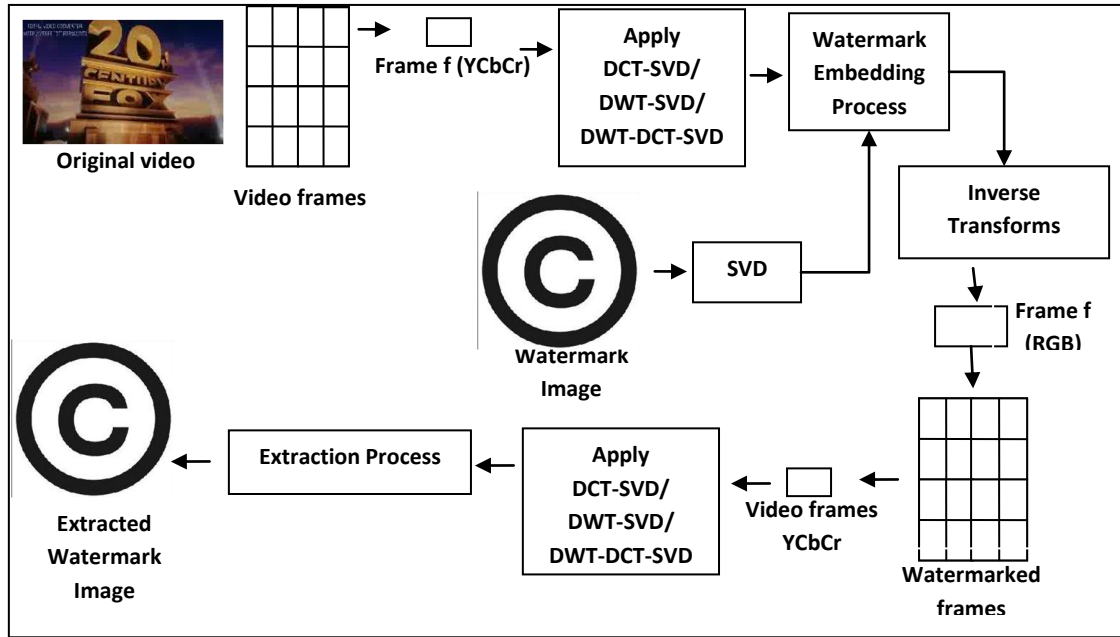 20th
CENTURY
FOX
Original video
Video frames
Frame f (YCbCr)
Apply
DCT-SVD/
DWT-SVD/
DWT-DCT-SVD
Watermark
Embedding
Process
Inverse
Transforms
C
SVD
Watermark
Image
Frame f
(RGB)
Watermarked
frames
Video frames
YCbCr
Apply
DCT-SVD/
DWT-SVD/
DWT-DCT-SVD
Extraction Process
C
Extracted
Watermark
Image